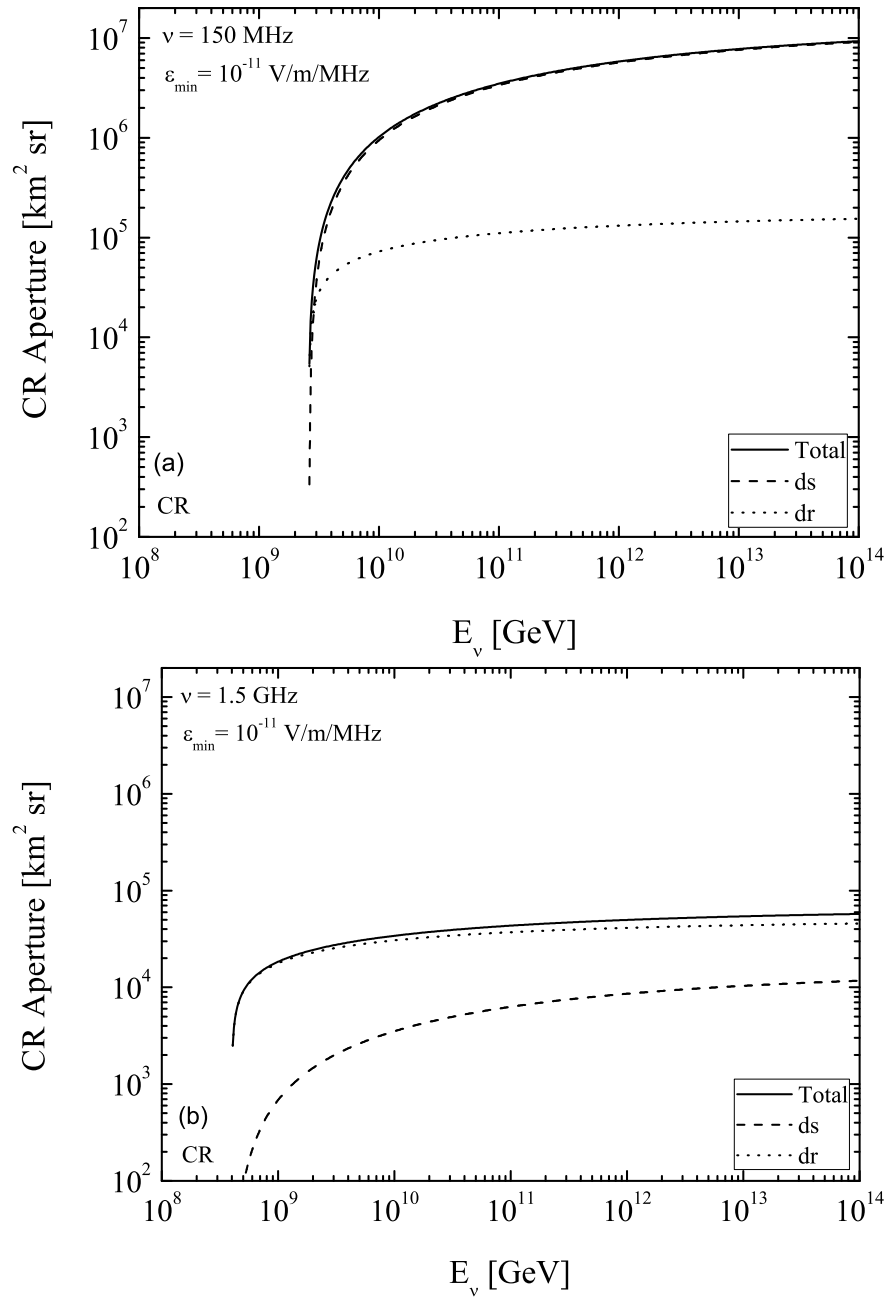 ν = 150 MHz
ε_min = 10^-11 V/m/MHz
CR Aperture [km^2 sr]
10^7
10^6
10^5
10^4
10^3
10^2
(a)
CR
Total
ds
dr
10^8 10^9 10^10 10^11 10^12 10^13 10^14
E_ν [GeV]
ν = 1.5 GHz
ε_min = 10^-11 V/m/MHz
CR Aperture [km^2 sr]
10^7
10^6
10^5
10^4
10^3
10^2
(b)
CR
Total
ds
dr
10^8 10^9 10^10 10^11 10^12 10^13 10^14
E_ν [GeV]